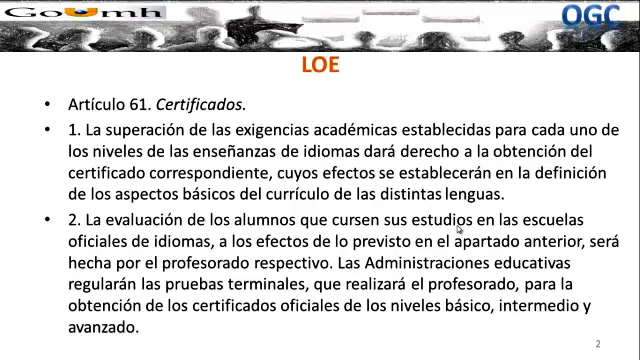 GoUmh
OGC
LOE
• Artículo 61. Certificados.
• 1. La superación de las exigencias académicas establecidas para cada uno de
los niveles de las enseñanzas de idiomas dará derecho a la obtención del
certificado correspondiente, cuyos efectos se establecerán en la definición
de los aspectos básicos del currículo de las distintas lenguas.
• 2. La evaluación de los alumnos que cursen sus estudios en las escuelas
oficiales de idiomas, a los efectos de lo previsto en el apartado anterior, será
hecha por el profesorado respectivo. Las Administraciones educativas
regularán las pruebas terminales, que realizará el profesorado, para la
obtención de los certificados oficiales de los niveles básico, intermedio y
avanzado.
2